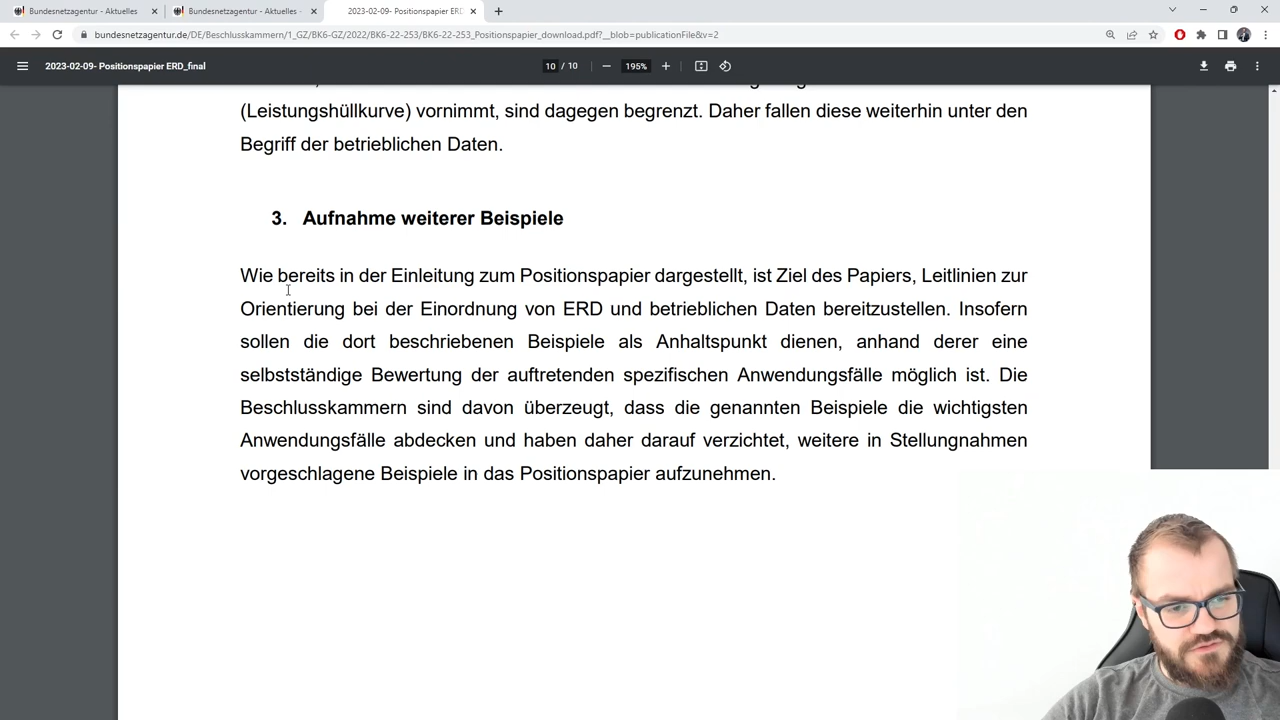 Bundesnetzagentur - Aktuelles
Bundesnetzagentur - Aktuelles -
2023-02-09- Positionspapier ERD
bundesnetzagentur.de/DE/Beschlusskammern/1_GZ/BK6-GZ/2022/BK6-22-253/BK6-22-253_Positionspapier_download.pdf?__blob=publicationFile&v=2
2023-02-09- Positionspapier ERD_final
10 / 10
195%
(Leistungshüllkurve) vornimmt, sind dagegen begrenzt. Daher fallen diese weiterhin unter den
Begriff der betrieblichen Daten.
3. Aufnahme weiterer Beispiele
Wie bereits in der Einleitung zum Positionspapier dargestellt, ist Ziel des Papiers, Leitlinien zur
Orientierung bei der Einordnung von ERD und betrieblichen Daten bereitzustellen. Insofern
sollen die dort beschriebenen Beispiele als Anhaltspunkt dienen, anhand derer eine
selbstständige Bewertung der auftretenden spezifischen Anwendungsfälle möglich ist. Die
Beschlusskammern sind davon überzeugt, dass die genannten Beispiele die wichtigsten
Anwendungsfälle abdecken und haben daher darauf verzichtet, weitere in Stellungnahmen
vorgeschlagene Beispiele in das Positionspapier aufzunehmen.